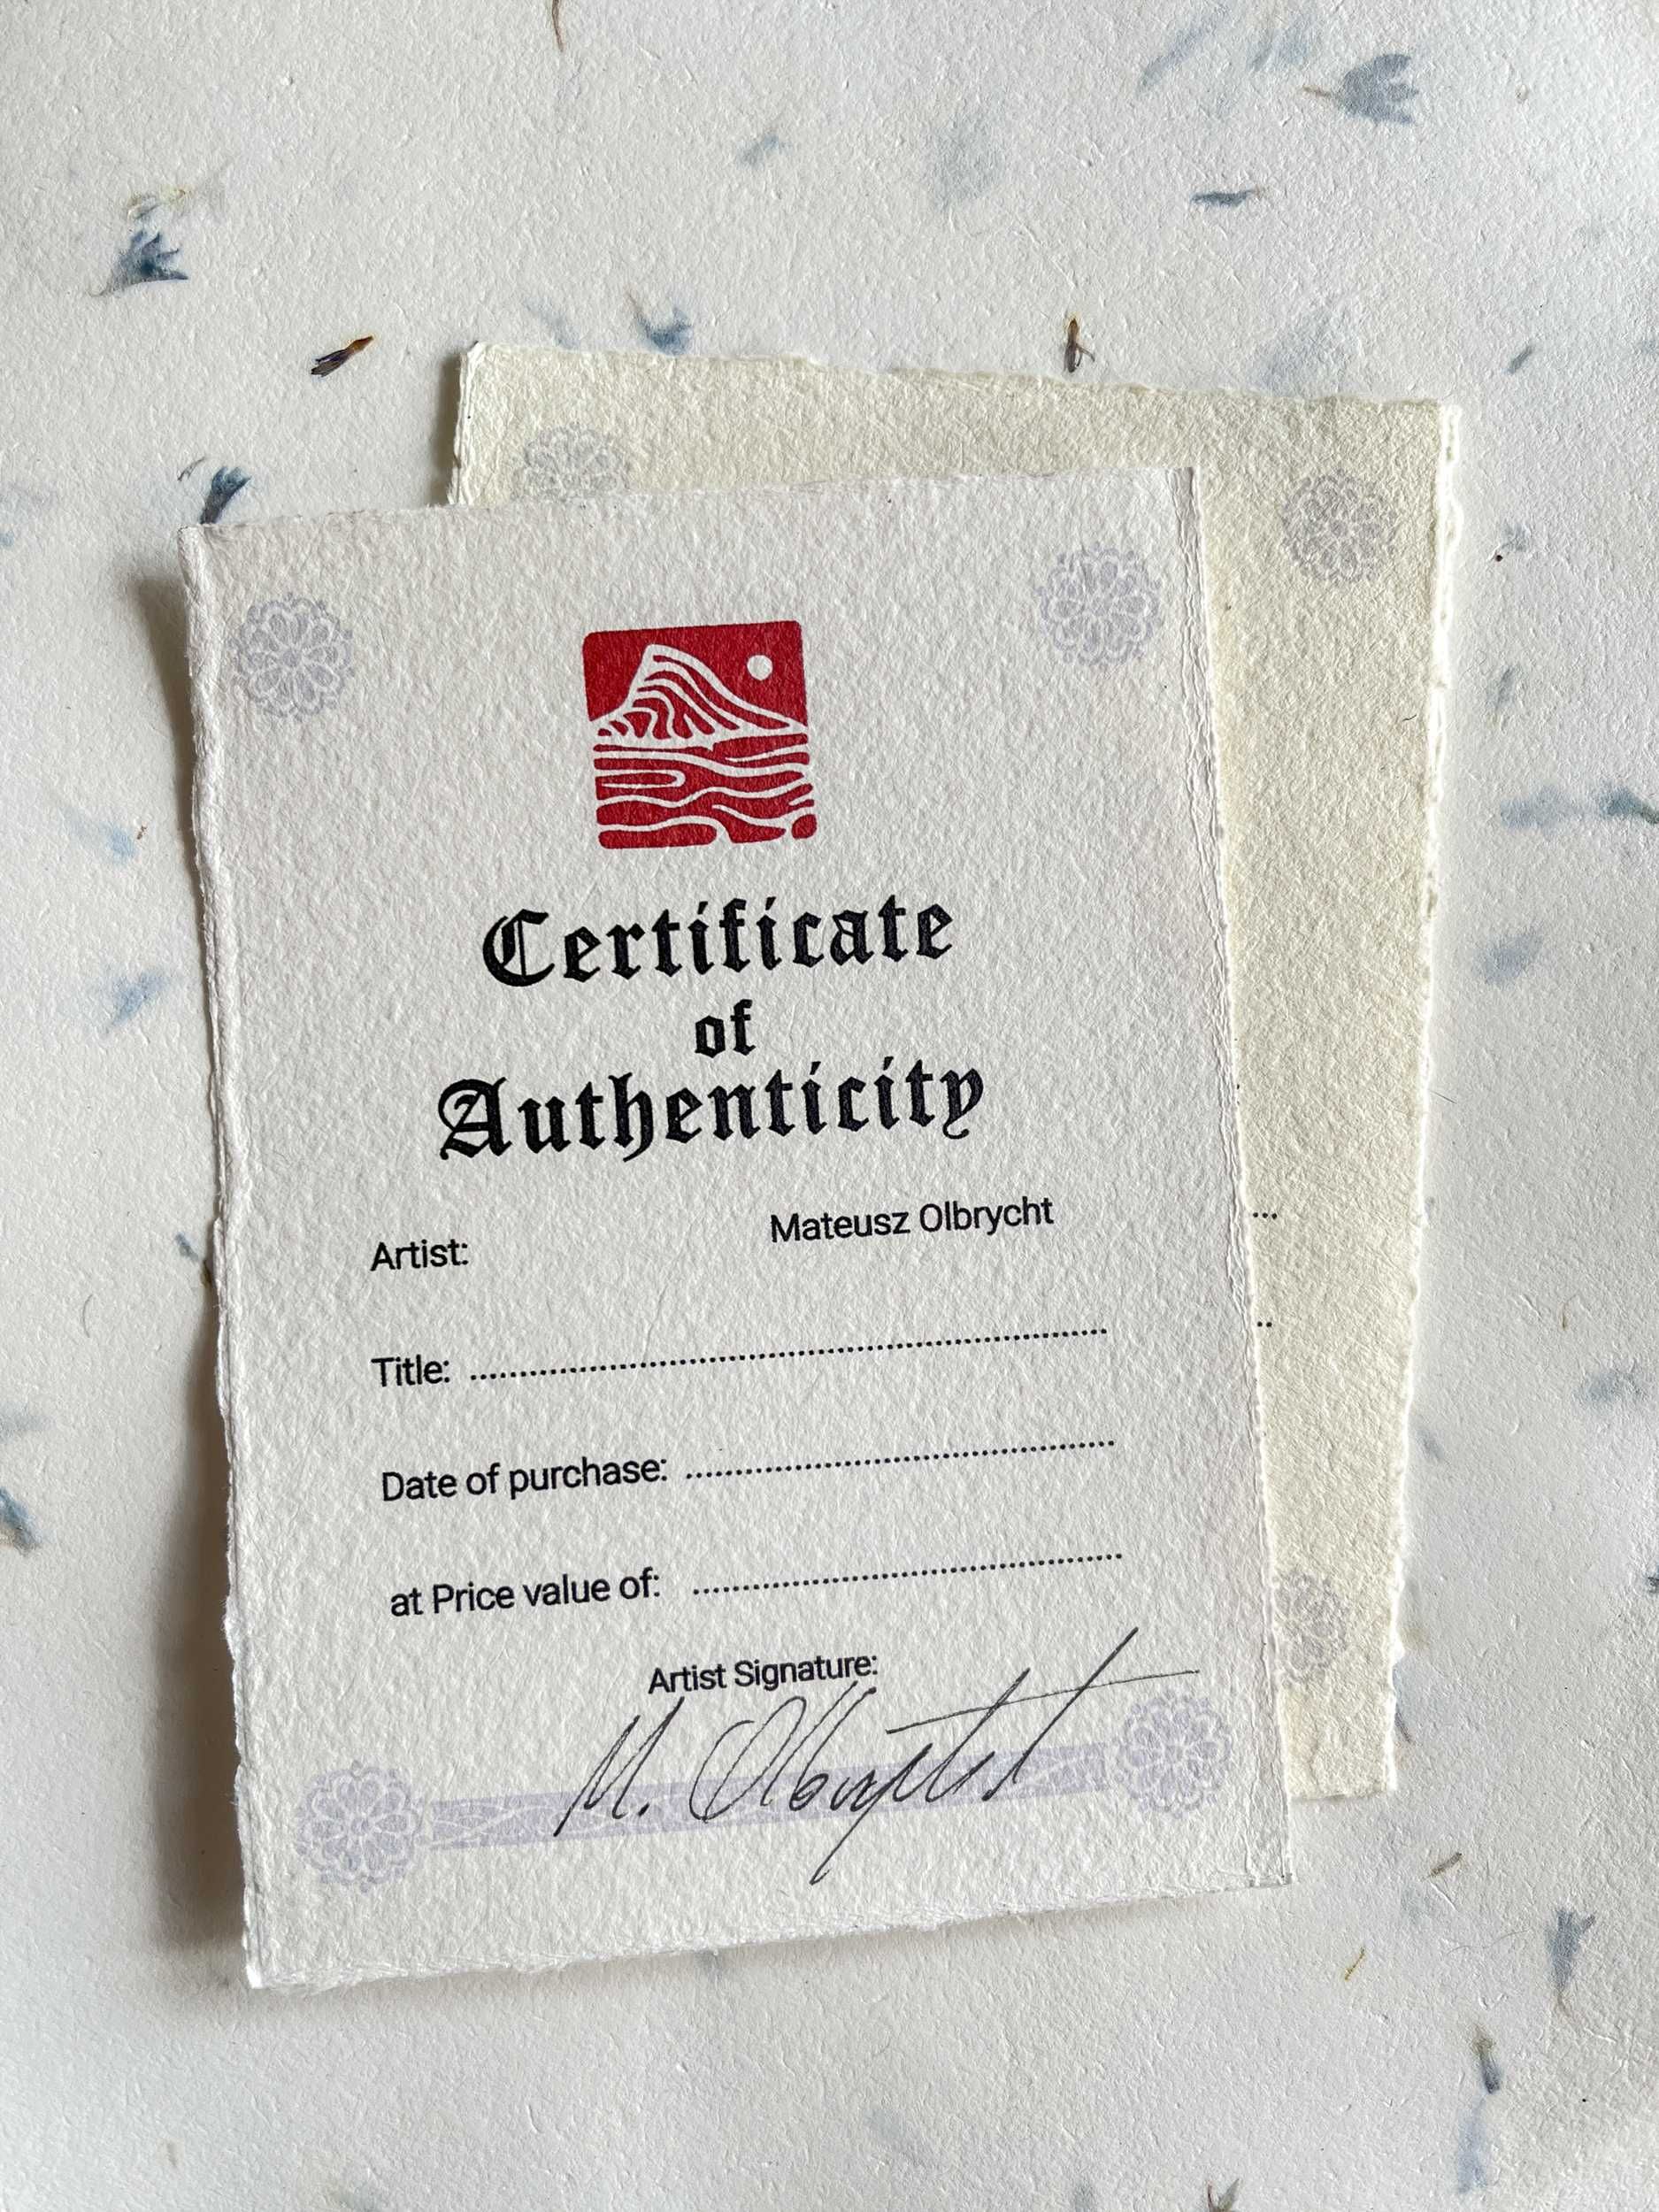 Certificate
of
Authenticity
Artist: Mateusz Olbrycht
Title: ................................................................
Date of purchase: ...........................................
at Price value of: ...........................................
Artist Signature:
M. Olbrycht